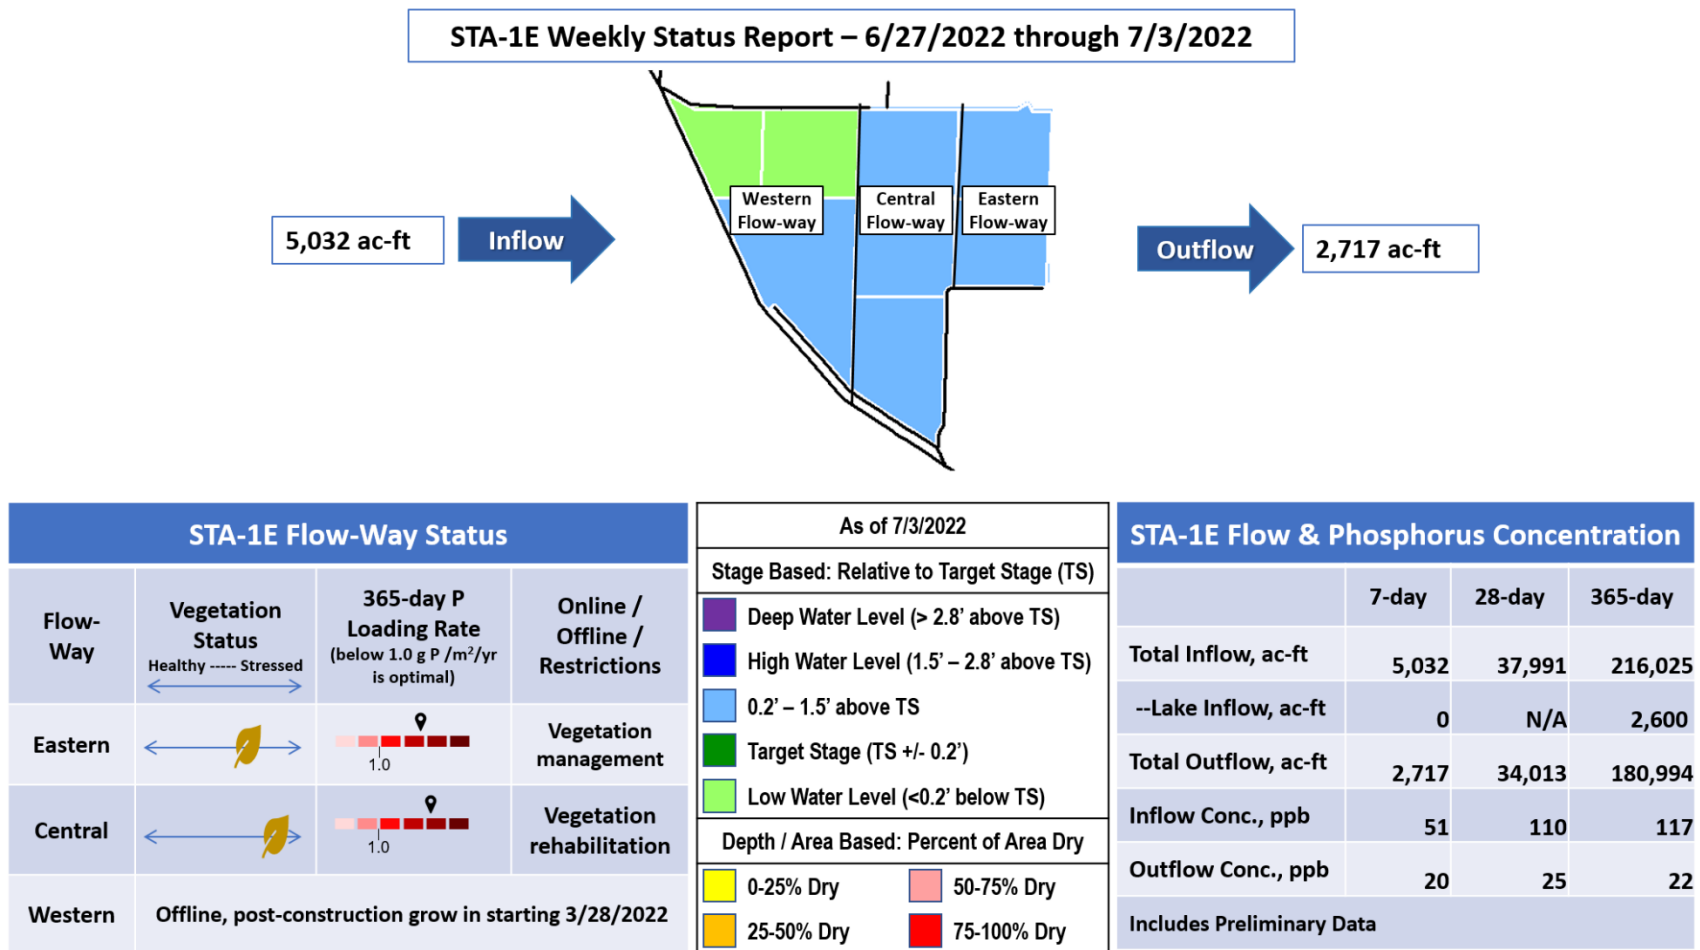 STA-1E Weekly Status Report – 6/27/2022 through 7/3/2022
Western
Flow-way
Central
Flow-way
Eastern
Flow-way
5,032 ac-ft
Inflow
Outflow
2,717 ac-ft
STA-1E Flow-Way Status
Flow-
Way
Vegetation
Status
Healthy ----- Stressed
365-day P
Loading Rate
(below 1.0 g P /m²/yr
is optimal)
Online /
Offline /
Restrictions
Eastern
1.0
Vegetation
management
Central
1.0
Vegetation
rehabilitation
Western
Offline, post-construction grow in starting 3/28/2022
As of 7/3/2022
Stage Based: Relative to Target Stage (TS)
Deep Water Level (> 2.8’ above TS)
High Water Level (1.5’ – 2.8’ above TS)
0.2’ – 1.5’ above TS
Target Stage (TS +/- 0.2’)
Low Water Level (<0.2’ below TS)
Depth / Area Based: Percent of Area Dry
0-25% Dry
50-75% Dry
25-50% Dry
75-100% Dry
STA-1E Flow & Phosphorus Concentration
7-day 28-day 365-day
Total Inflow, ac-ft 5,032 37,991 216,025
--Lake Inflow, ac-ft 0 N/A 2,600
Total Outflow, ac-ft 2,717 34,013 180,994
Inflow Conc., ppb 51 110 117
Outflow Conc., ppb 20 25 22
Includes Preliminary Data